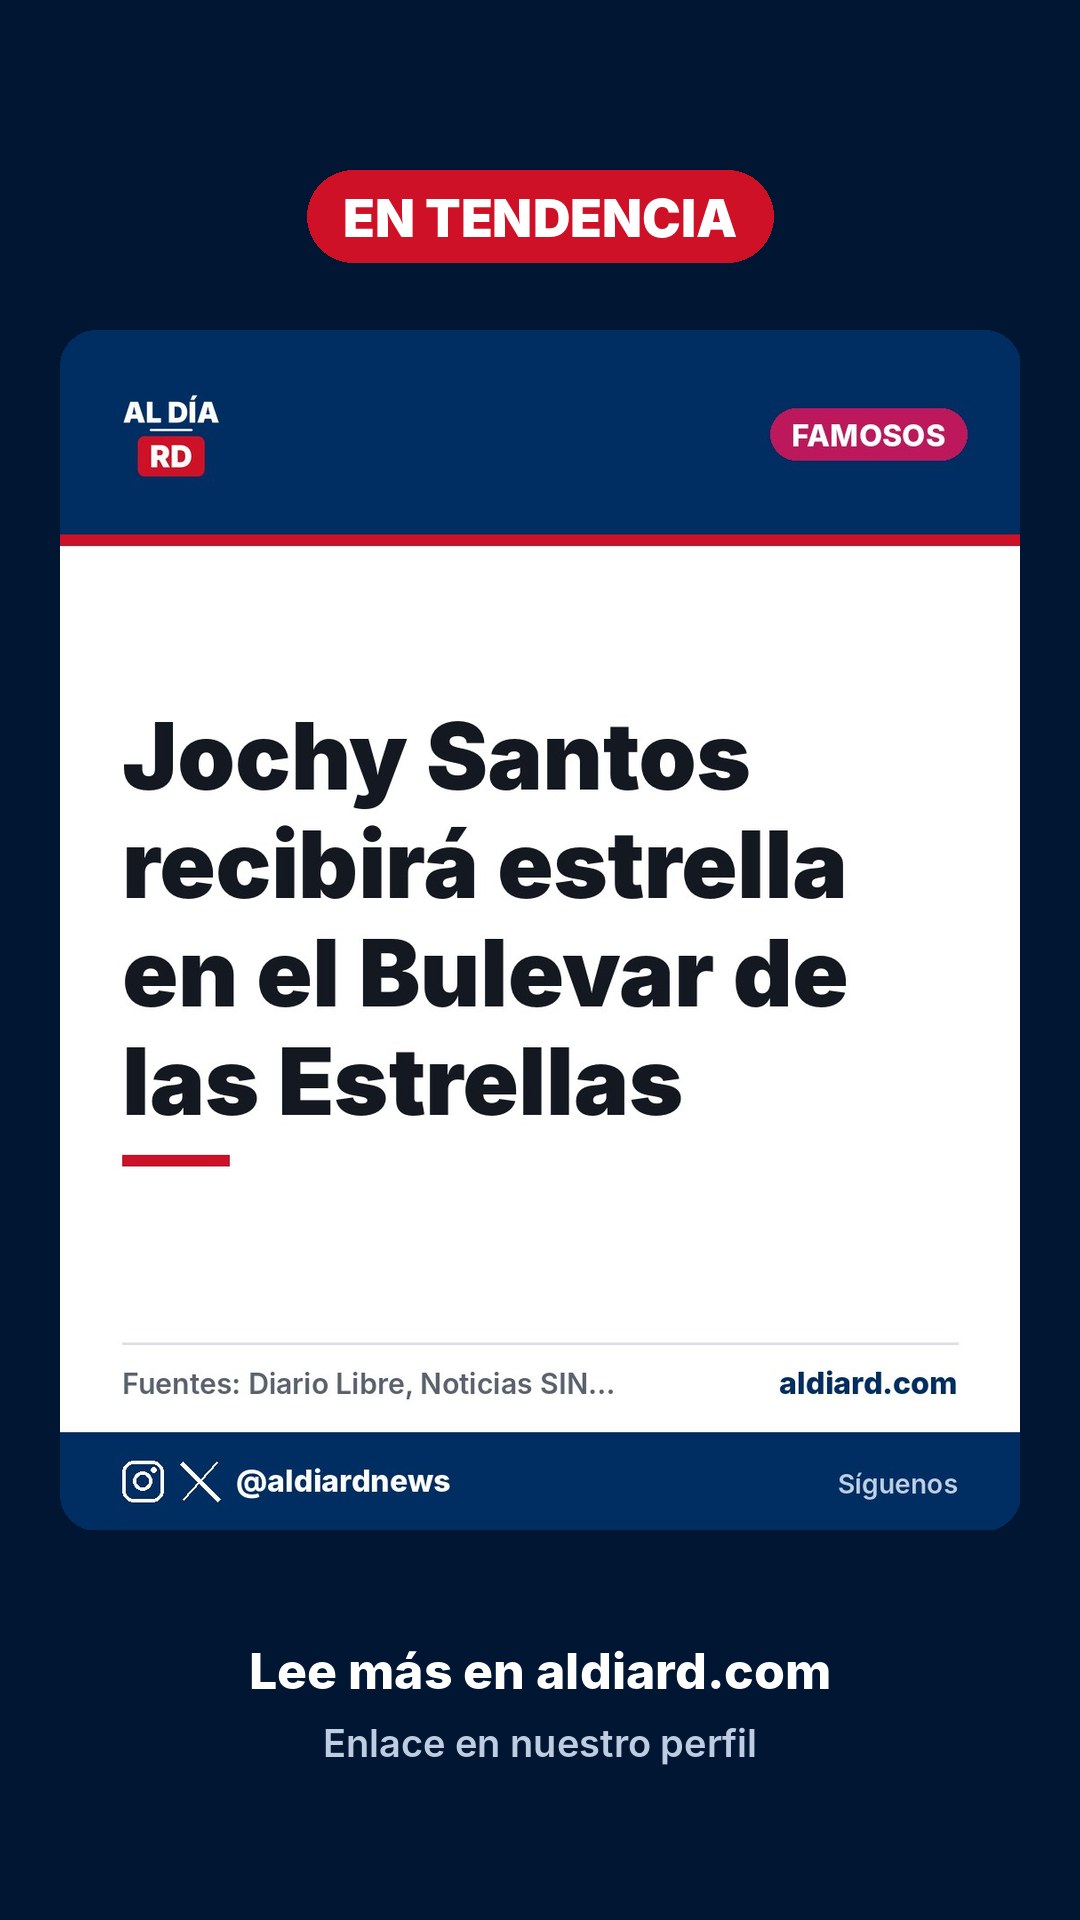 EN TENDENCIA
AL DÍA
RD
FAMOSOS
Jochy Santos
recibirá estrella
en el Bulevar de
las Estrellas
Fuentes: Diario Libre, Noticias SIN...
aldiard.com
@aldiardnews
Síguenos
Lee más en aldiard.com
Enlace en nuestro perfil